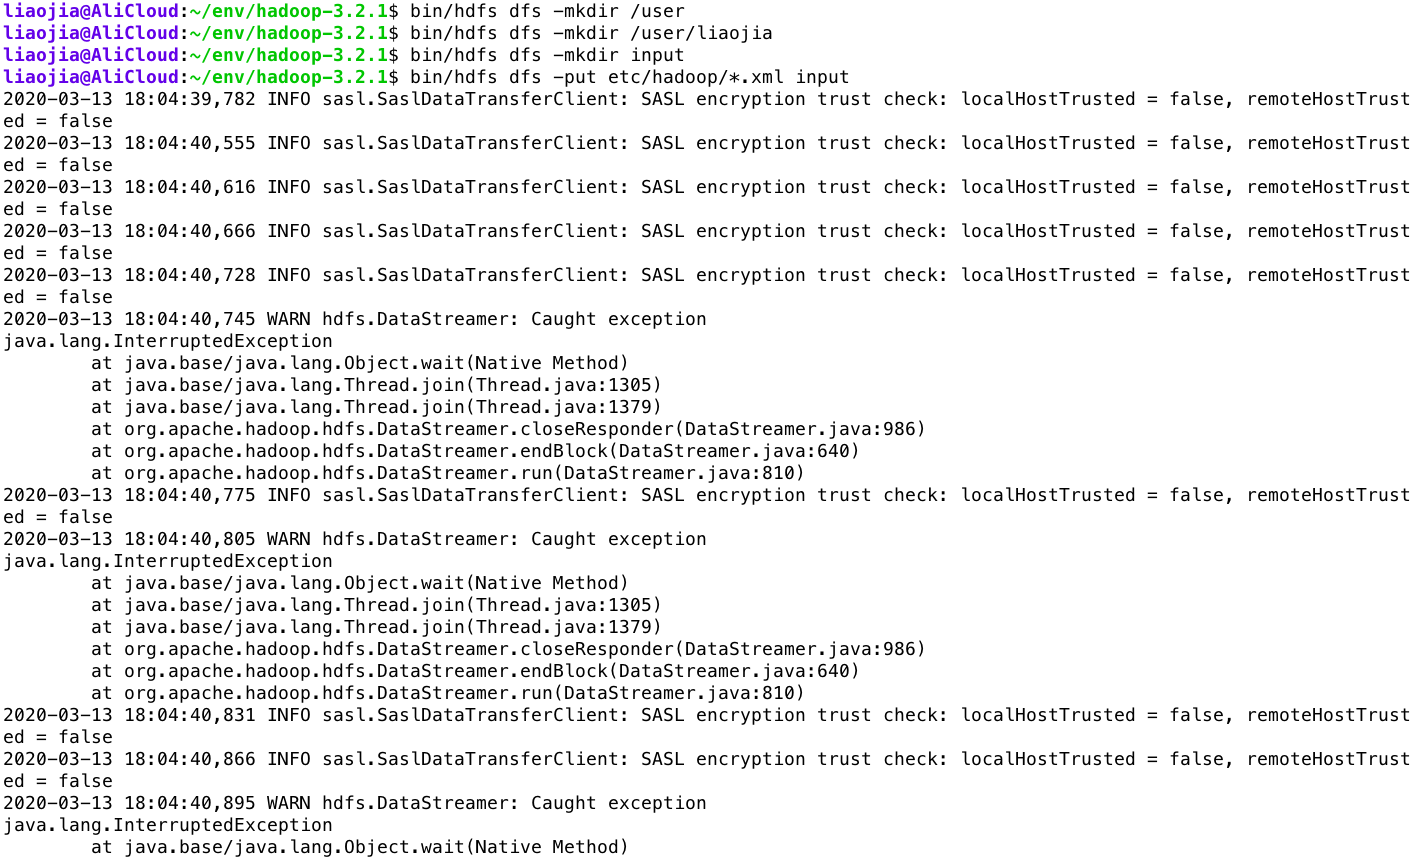 liaojia@AliCloud:~/env/hadoop-3.2.1$ bin/hdfs dfs -mkdir /user
liaojia@AliCloud:~/env/hadoop-3.2.1$ bin/hdfs dfs -mkdir /user/liaojia
liaojia@AliCloud:~/env/hadoop-3.2.1$ bin/hdfs dfs -mkdir input
liaojia@AliCloud:~/env/hadoop-3.2.1$ bin/hdfs dfs -put etc/hadoop/*.xml input
2020-03-13 18:04:39,782 INFO sasl.SaslDataTransferClient: SASL encryption trust check: localHostTrusted = false, remoteHostTrust
ed = false
2020-03-13 18:04:40,555 INFO sasl.SaslDataTransferClient: SASL encryption trust check: localHostTrusted = false, remoteHostTrust
ed = false
2020-03-13 18:04:40,616 INFO sasl.SaslDataTransferClient: SASL encryption trust check: localHostTrusted = false, remoteHostTrust
ed = false
2020-03-13 18:04:40,666 INFO sasl.SaslDataTransferClient: SASL encryption trust check: localHostTrusted = false, remoteHostTrust
ed = false
2020-03-13 18:04:40,728 INFO sasl.SaslDataTransferClient: SASL encryption trust check: localHostTrusted = false, remoteHostTrust
ed = false
2020-03-13 18:04:40,745 WARN hdfs.DataStreamer: Caught exception
java.lang.InterruptedException
        at java.base/java.lang.Object.wait(Native Method)
        at java.base/java.lang.Thread.join(Thread.java:1305)
        at java.base/java.lang.Thread.join(Thread.java:1379)
        at org.apache.hadoop.hdfs.DataStreamer.closeResponder(DataStreamer.java:986)
        at org.apache.hadoop.hdfs.DataStreamer.endBlock(DataStreamer.java:640)
        at org.apache.hadoop.hdfs.DataStreamer.run(DataStreamer.java:810)
2020-03-13 18:04:40,775 INFO sasl.SaslDataTransferClient: SASL encryption trust check: localHostTrusted = false, remoteHostTrust
ed = false
2020-03-13 18:04:40,805 WARN hdfs.DataStreamer: Caught exception
java.lang.InterruptedException
        at java.base/java.lang.Object.wait(Native Method)
        at java.base/java.lang.Thread.join(Thread.java:1305)
        at java.base/java.lang.Thread.join(Thread.java:1379)
        at org.apache.hadoop.hdfs.DataStreamer.closeResponder(DataStreamer.java:986)
        at org.apache.hadoop.hdfs.DataStreamer.endBlock(DataStreamer.java:640)
        at org.apache.hadoop.hdfs.DataStreamer.run(DataStreamer.java:810)
2020-03-13 18:04:40,831 INFO sasl.SaslDataTransferClient: SASL encryption trust check: localHostTrusted = false, remoteHostTrust
ed = false
2020-03-13 18:04:40,866 INFO sasl.SaslDataTransferClient: SASL encryption trust check: localHostTrusted = false, remoteHostTrust
ed = false
2020-03-13 18:04:40,895 WARN hdfs.DataStreamer: Caught exception
java.lang.InterruptedException
        at java.base/java.lang.Object.wait(Native Method)